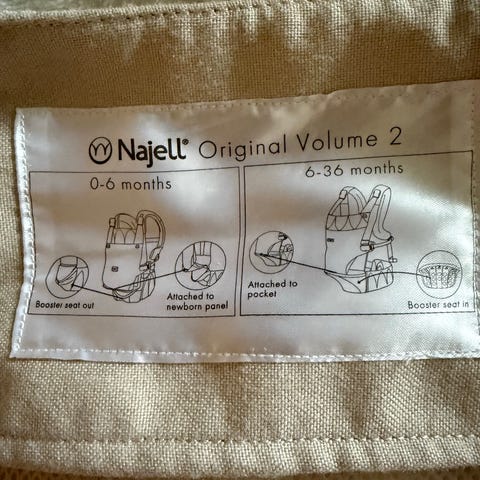 Najell® Original Volume 2
0-6 months
Booster seat out
Attached to
newborn panel
6-36 months
Attached to
pocket
Booster seat in